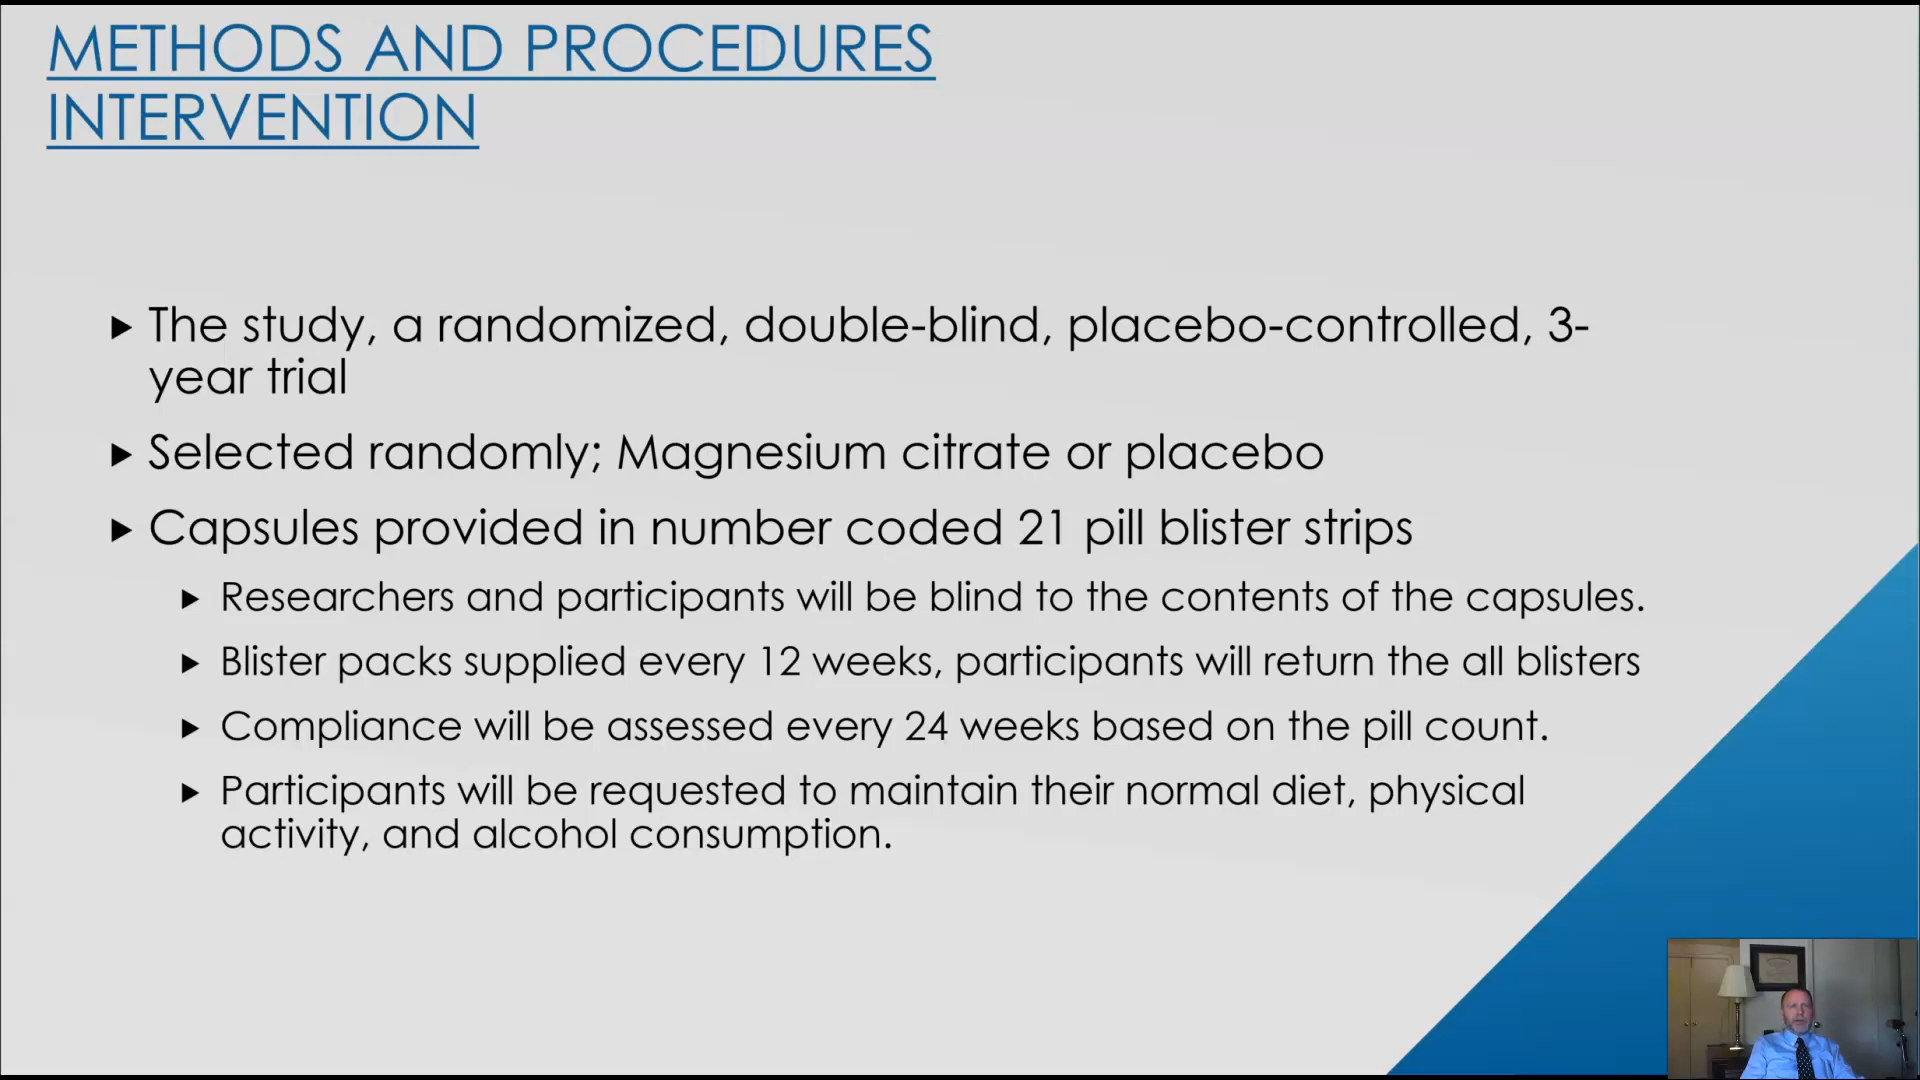 METHODS AND PROCEDURES
INTERVENTION
The study, a randomized, double-blind, placebo-controlled, 3-
year trial
Selected randomly; Magnesium citrate or placebo
Capsules provided in number coded 21 pill blister strips
Researchers and participants will be blind to the contents of the capsules.
Blister packs supplied every 12 weeks, participants will return the all blisters
Compliance will be assessed every 24 weeks based on the pill count.
Participants will be requested to maintain their normal diet, physical
activity, and alcohol consumption.